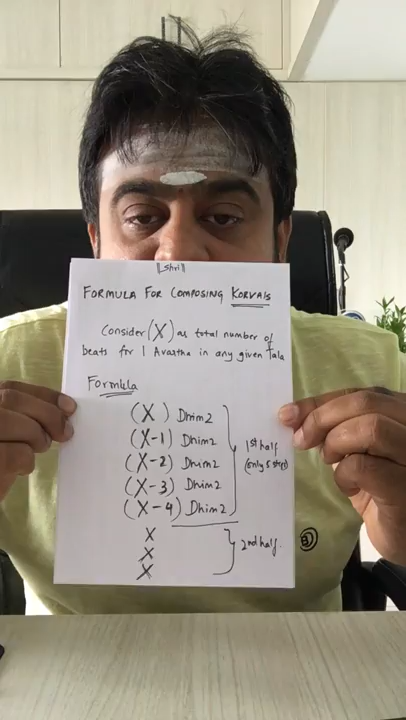 ||Shri||
FORMULA FOR COMPOSING KORVAIS
Consider (X) as total number of
beats for 1 Avartha in any given Tala
Formula
(X) Dhim2
(X-1) Dhim2
(X-2) Dhim2
(X-3) Dhim2
(X-4) Dhim2
1st half
(only 5 steps)
X
X
X
2nd half.